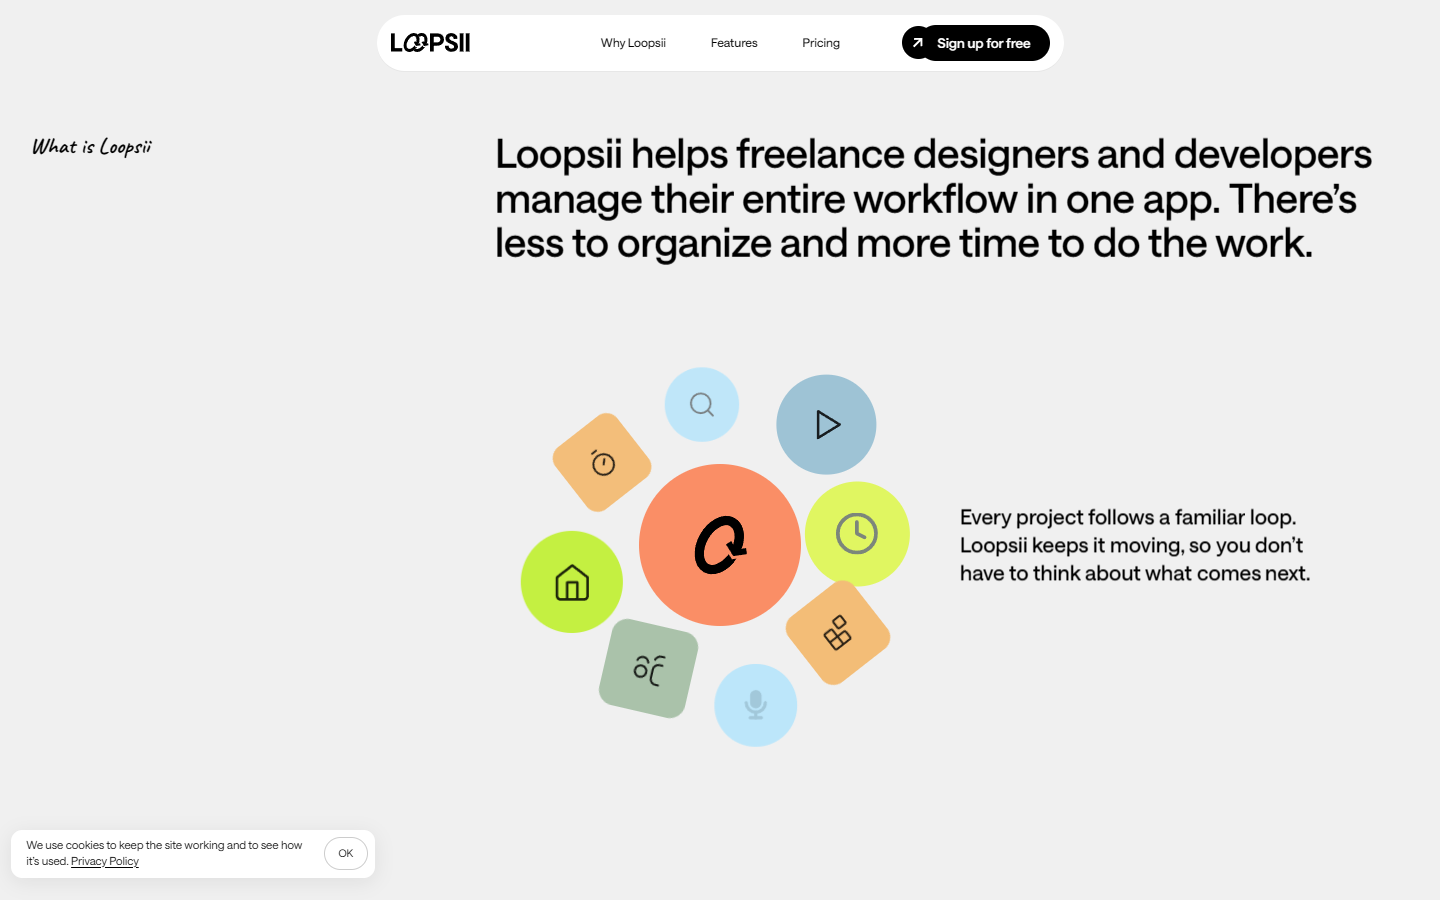 LOOPSII
Why Loopsii
Features
Pricing
Sign up for free
What is Loopsii
Loopsii helps freelance designers and developers
manage their entire workflow in one app. There’s
less to organize and more time to do the work.
Every project follows a familiar loop.
Loopsii keeps it moving, so you don’t
have to think about what comes next.
We use cookies to keep the site working and to see how
it’s used. Privacy Policy
OK